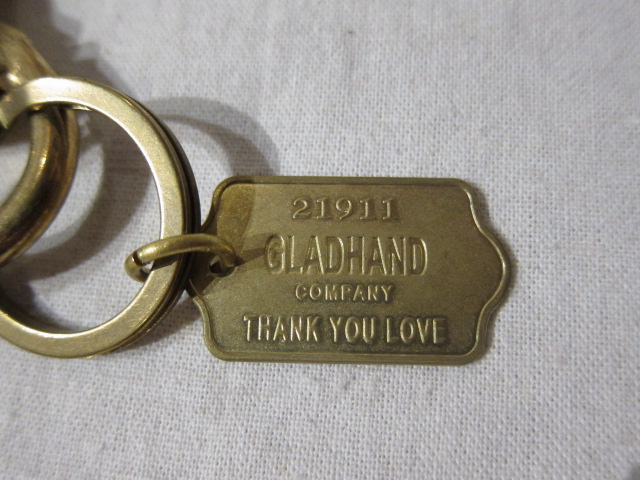 21911
GLADHAND
COMPANY
THANK YOU LOVE